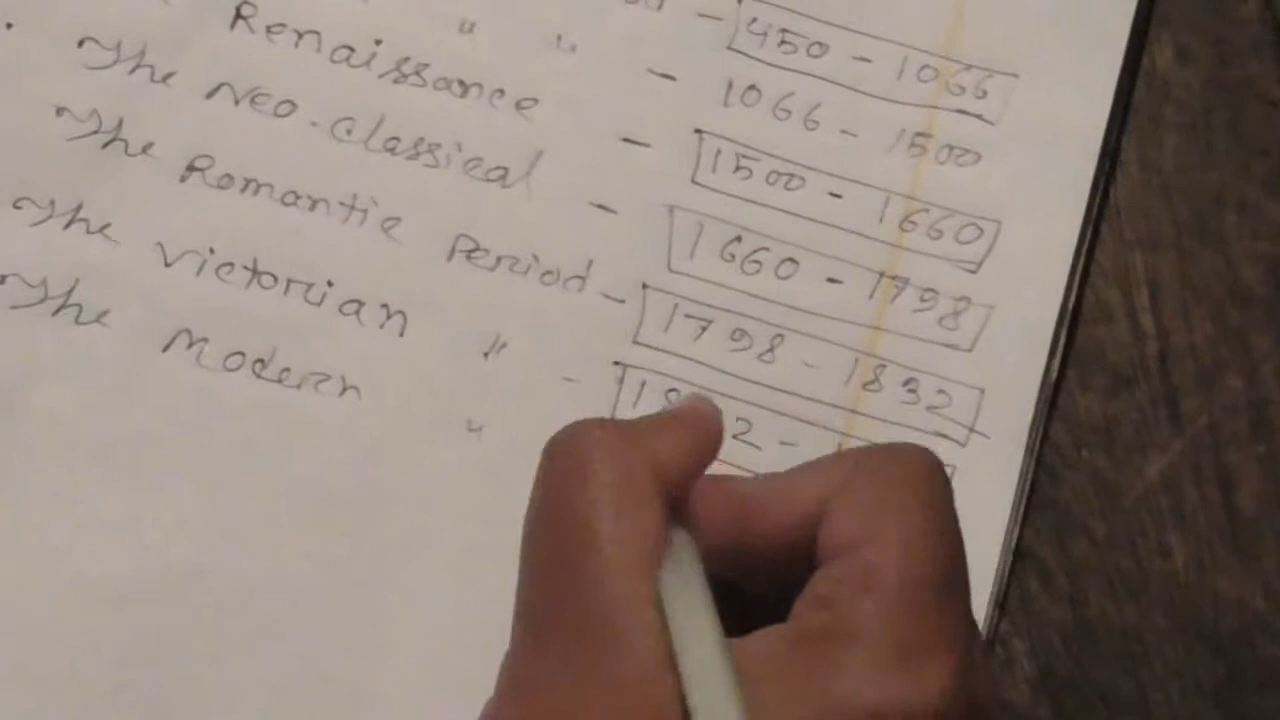 - 450 - 1066
" " - 1066 - 1500
Renaissance - 1500 - 1660
The Neo-classical - 1660 - 1798
The Romantic Period - 1798 - 1832
The Victorian " -
The Modern "